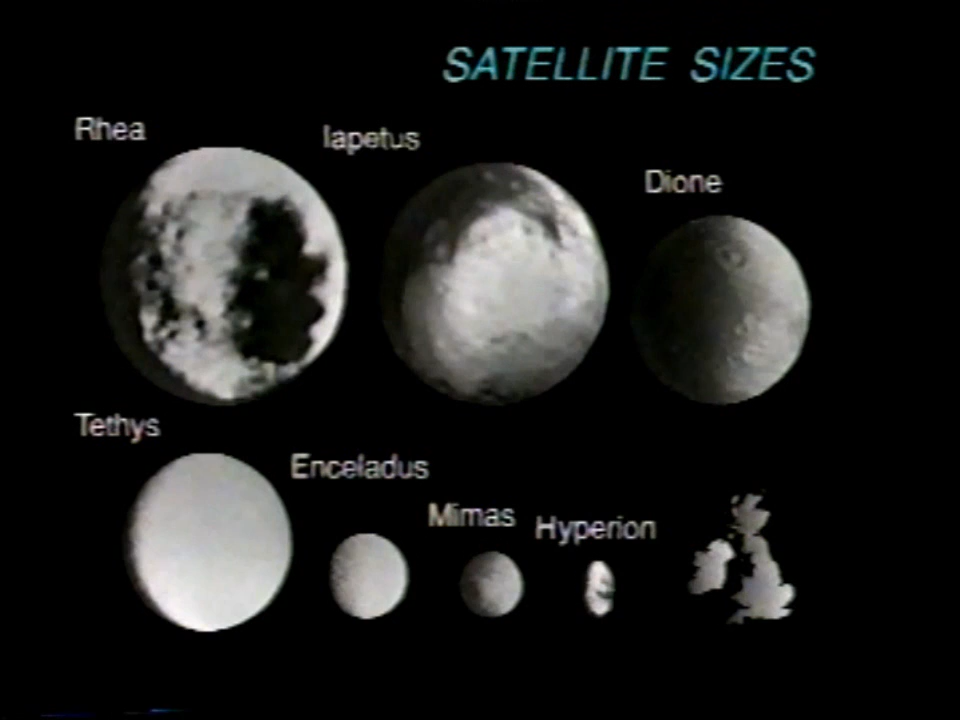 SATELLITE SIZES
Rhea
Iapetus
Dione
Tethys
Enceladus
Mimas
Hyperion